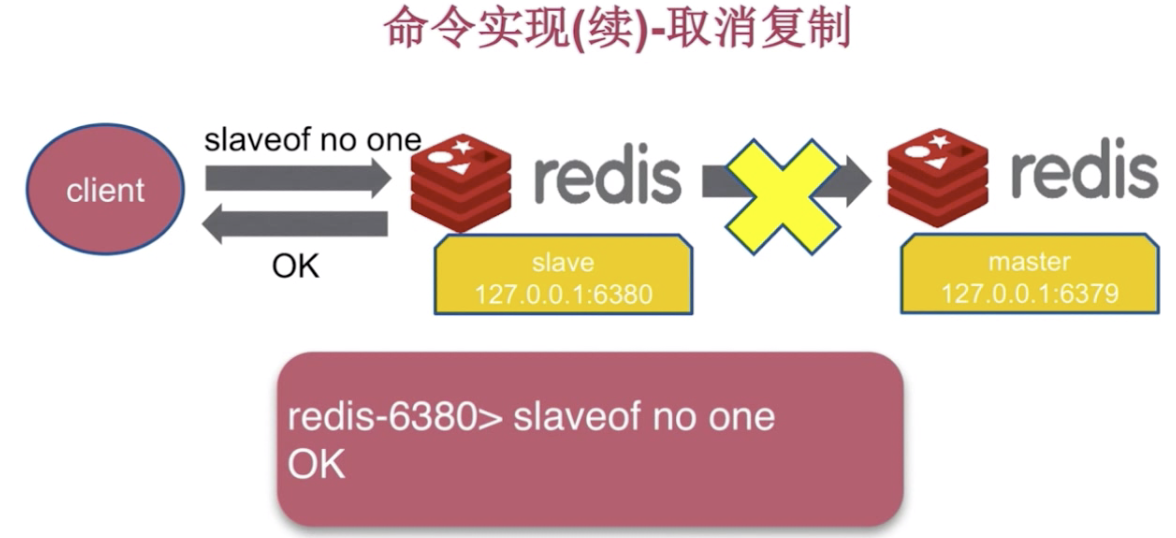 命令实现(续)-取消复制
slaveof no one
client
redis
redis
OK
slave
127.0.0.1:6380
master
127.0.0.1:6379
redis-6380> slaveof no one
OK